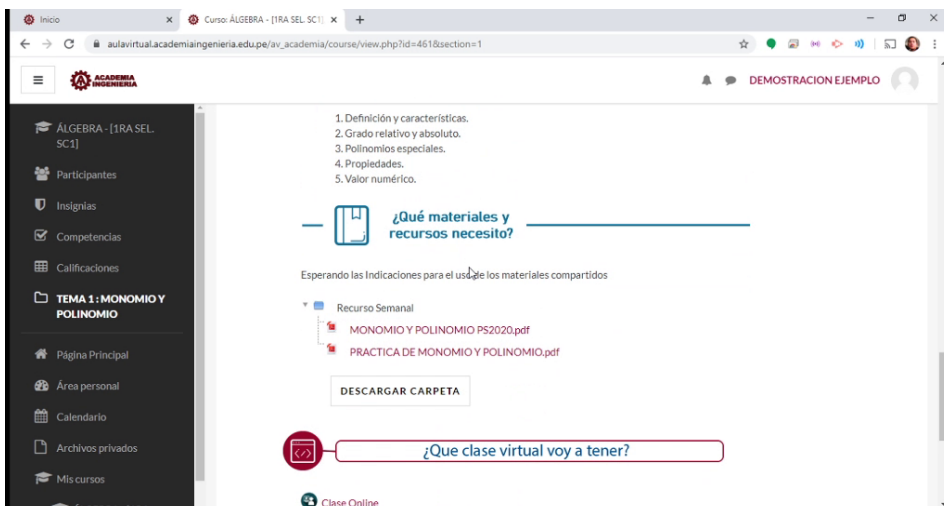 Inicio
Curso: ÁLGEBRA - [1RA SEL. SC1]
aulavirtual.academiaingenieria.edu.pe/av_academia/course/view.php?id=461&section=1
ACADEMIA
INGENIERIA
DEMOSTRACION EJEMPLO
ÁLGEBRA - [1RA SEL.
SC1]
Participantes
Insignias
Competencias
Calificaciones
TEMA 1 : MONOMIO Y
POLINOMIO
Página Principal
Área personal
Calendario
Archivos privados
Mis cursos
1. Definición y características.
2. Grado relativo y absoluto.
3. Polinomios especiales.
4. Propiedades.
5. Valor numérico.
¿Qué materiales y
recursos necesito?
Esperando las Indicaciones para el uso de los materiales compartidos
Recurso Semanal
MONOMIO Y POLINOMIO PS2020.pdf
PRACTICA DE MONOMIO Y POLINOMIO.pdf
DESCARGAR CARPETA
¿Que clase virtual voy a tener?
Clase Online